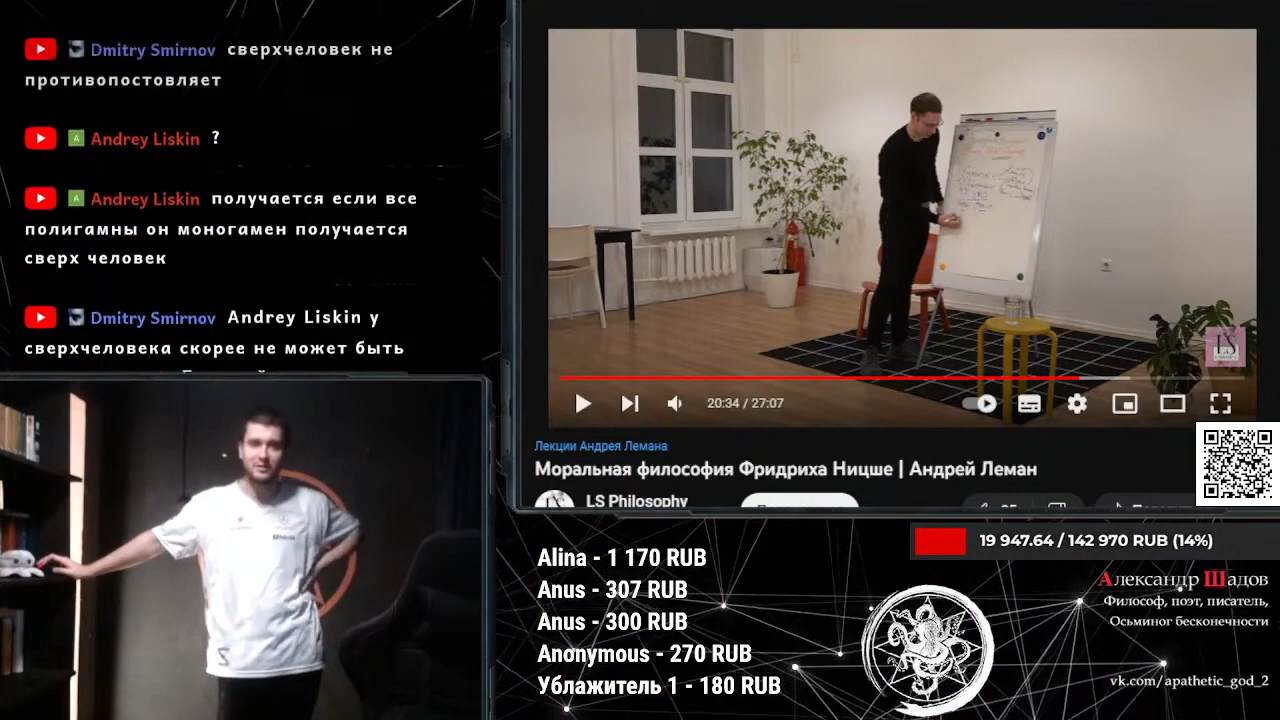 Dmitry Smirnov сверхчеловек не
противопостовляет
Andrey Liskin ?
Andrey Liskin получается если все
полигамны он моногамен получается
сверх человек
Dmitry Smirnov Andrey Liskin у
сверхчеловека скорее не может быть
LS
20:34 / 27:07
Лекции Андрея Лемана
Моральная философия Фридриха Ницше | Андрей Леман
LS Philosophy
19 947.64 / 142 970 RUB (14%)
Alina - 1 170 RUB
Anus - 307 RUB
Anus - 300 RUB
Anonymous - 270 RUB
Ублажитель 1 - 180 RUB
Александр Шадов
Философ, поэт, писатель,
Осьминог бесконечности
vk.com/apathetic_god_2